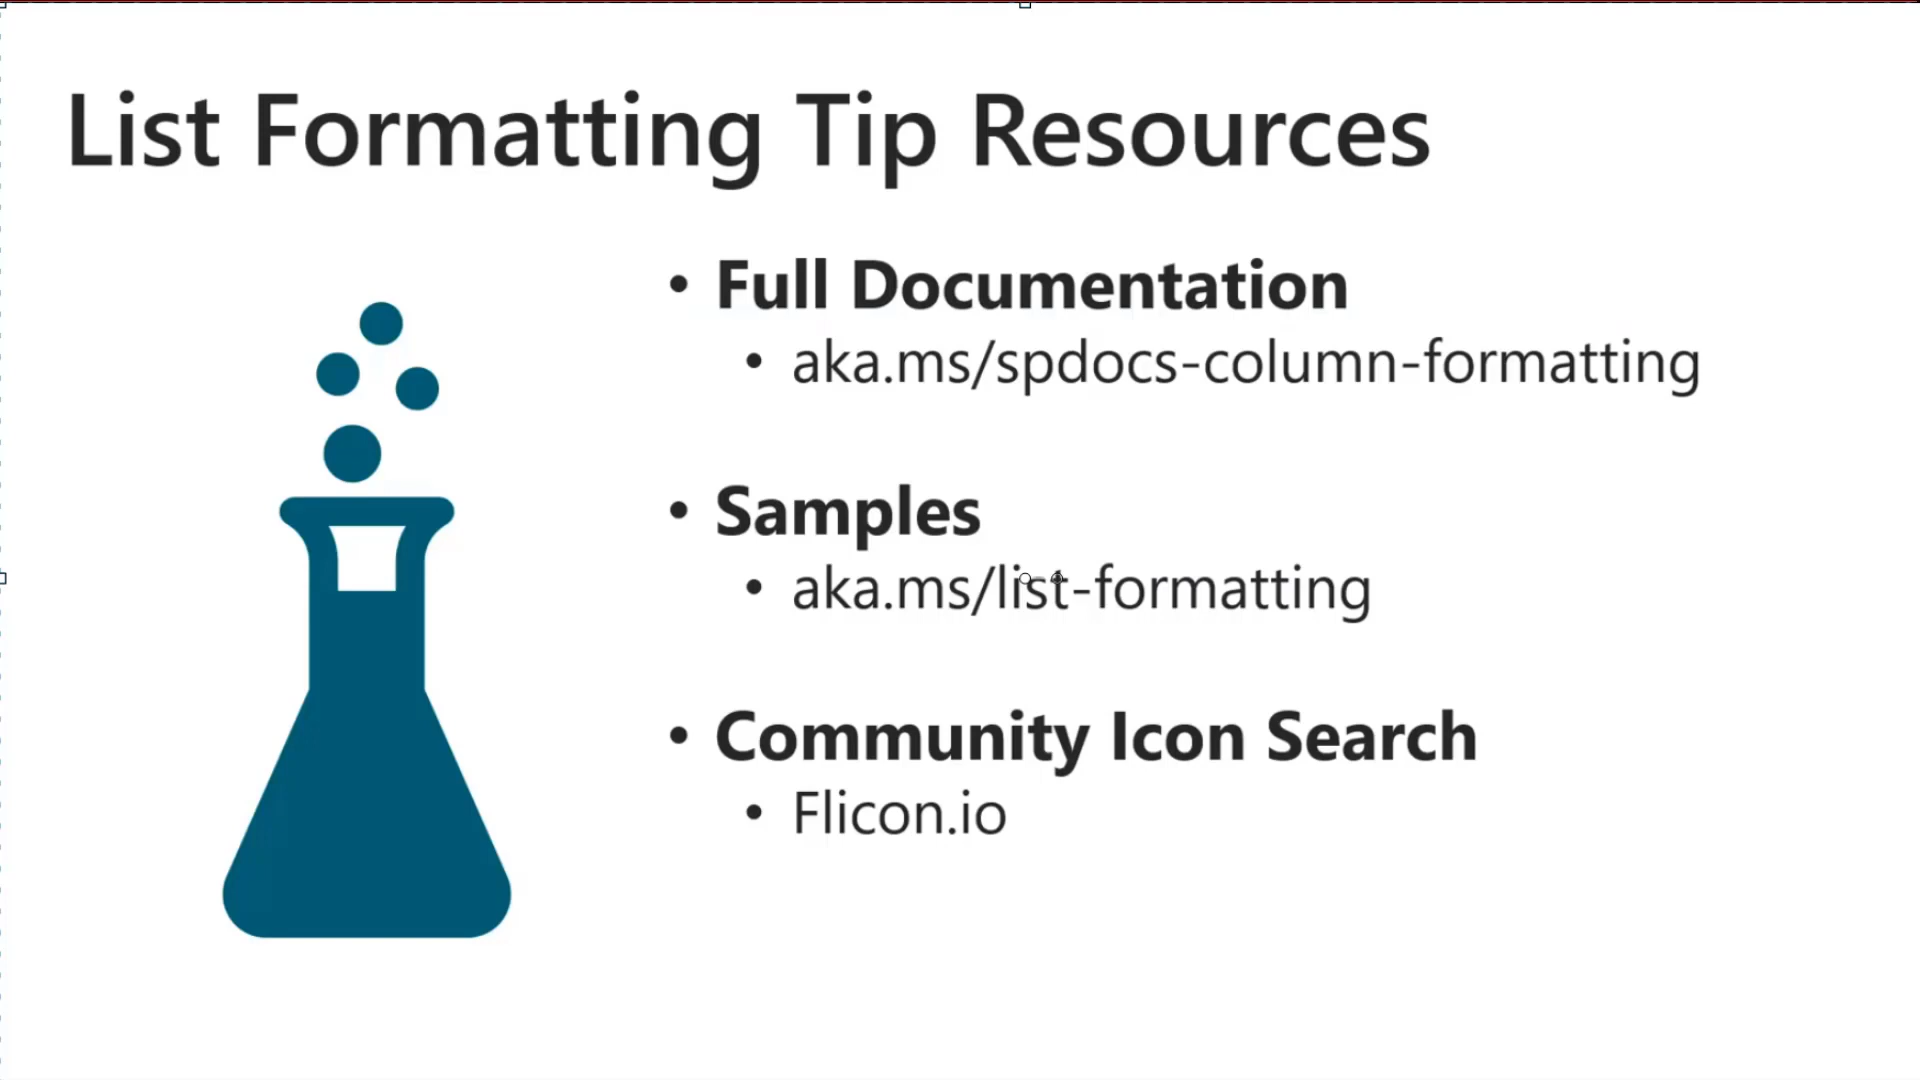 List Formatting Tip Resources
• Full Documentation
• aka.ms/spdocs-column-formatting
• Samples
• aka.ms/list-formatting
• Community Icon Search
• Flicon.io